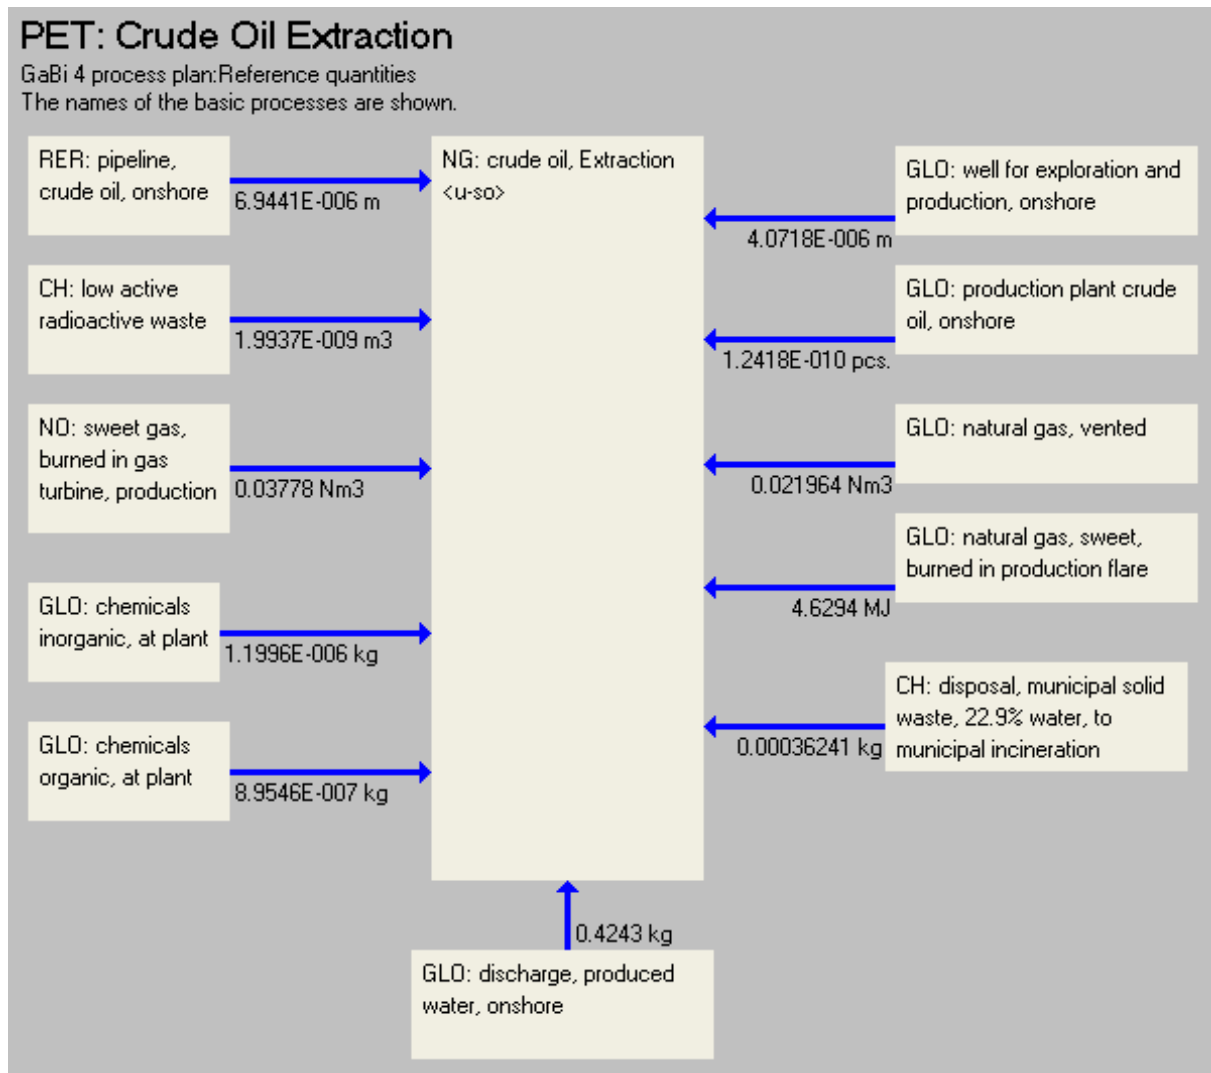 PET: Crude Oil Extraction
GaBi 4 process plan:Reference quantities
The names of the basic processes are shown.
RER: pipeline,
crude oil, onshore
6.9441E-006 m
CH: low active
radioactive waste
1.9937E-009 m3
NO: sweet gas,
burned in gas
turbine, production
0.03778 Nm3
GLO: chemicals
inorganic, at plant
1.1996E-006 kg
GLO: chemicals
organic, at plant
8.9546E-007 kg
NG: crude oil, Extraction
<u-so>
GLO: well for exploration and
production, onshore
4.0718E-006 m
GLO: production plant crude
oil, onshore
1.2418E-010 pcs.
GLO: natural gas, vented
0.021964 Nm3
GLO: natural gas, sweet,
burned in production flare
4.6294 MJ
CH: disposal, municipal solid
waste, 22.9% water, to
municipal incineration
0.00036241 kg
0.4243 kg
GLO: discharge, produced
water, onshore